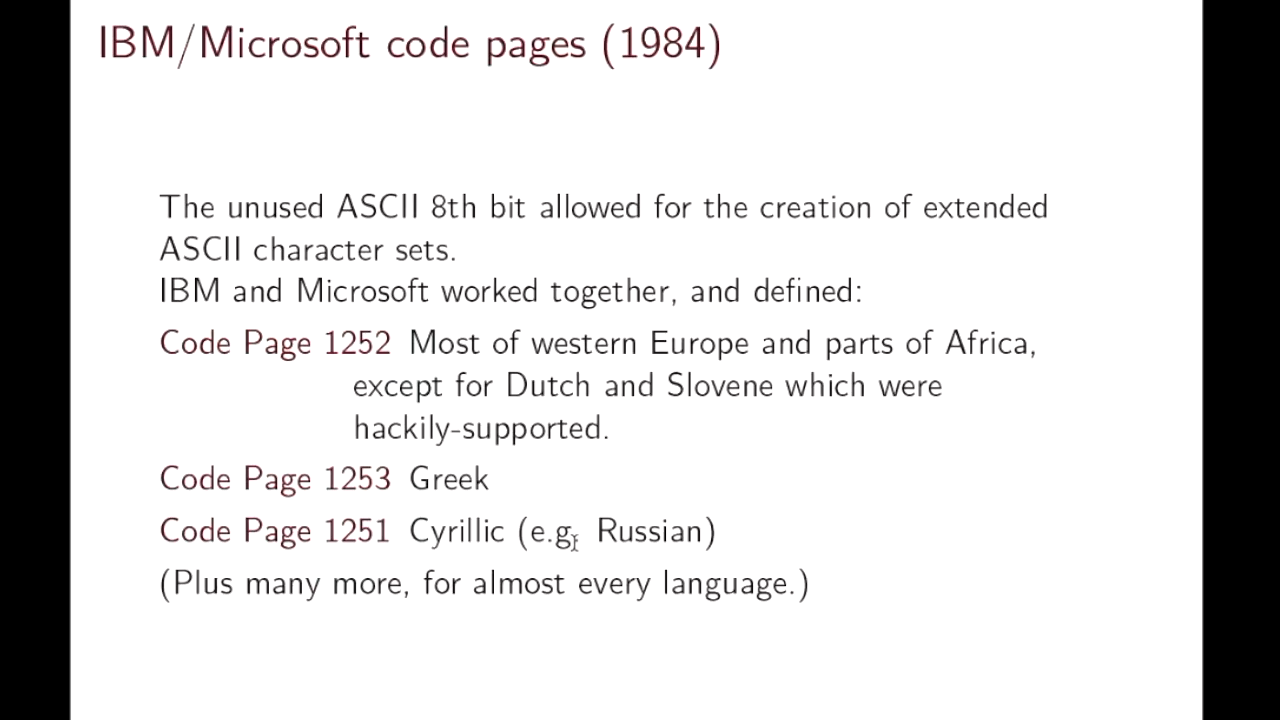 IBM/Microsoft code pages (1984)
The unused ASCII 8th bit allowed for the creation of extended
ASCII character sets.
IBM and Microsoft worked together, and defined:
Code Page 1252 Most of western Europe and parts of Africa,
except for Dutch and Slovene which were
hackily-supported.
Code Page 1253 Greek
Code Page 1251 Cyrillic (e.g. Russian)
(Plus many more, for almost every language.)